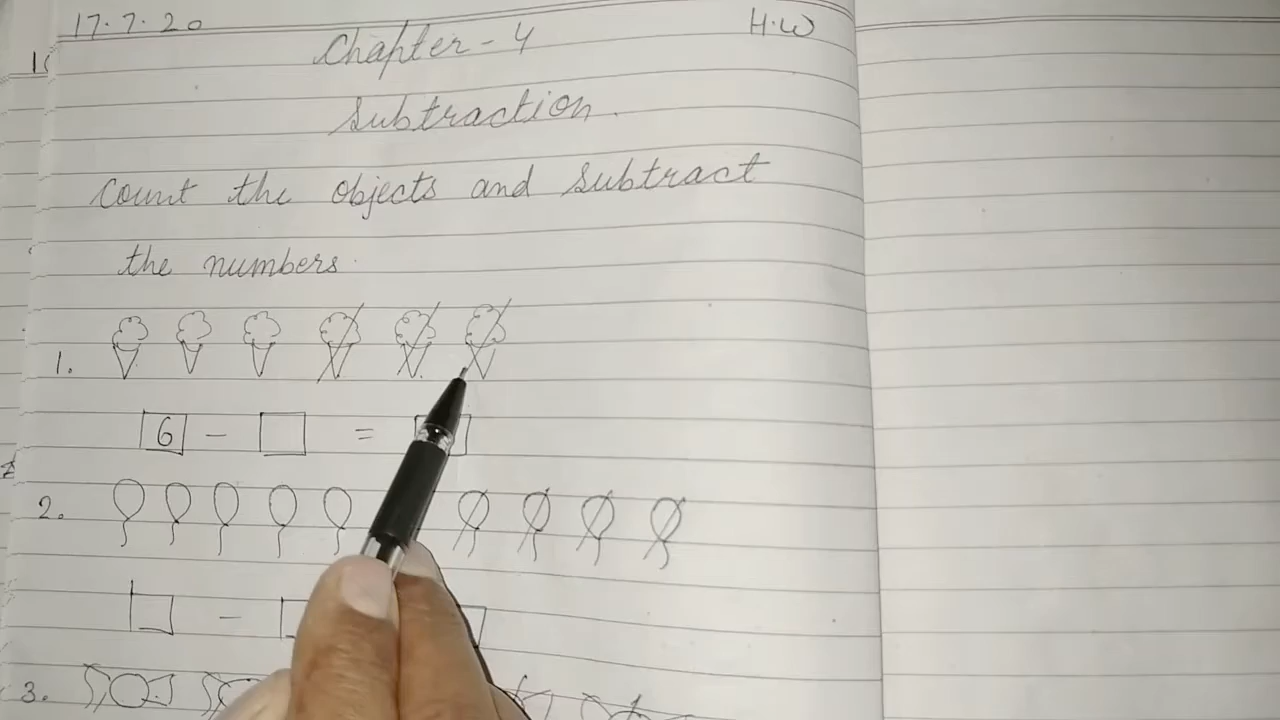 17.7.20 H.W
Chapter-4
Subtraction.
Count the objects and subtract
the numbers.
1.
6 - =
2.
-
3.